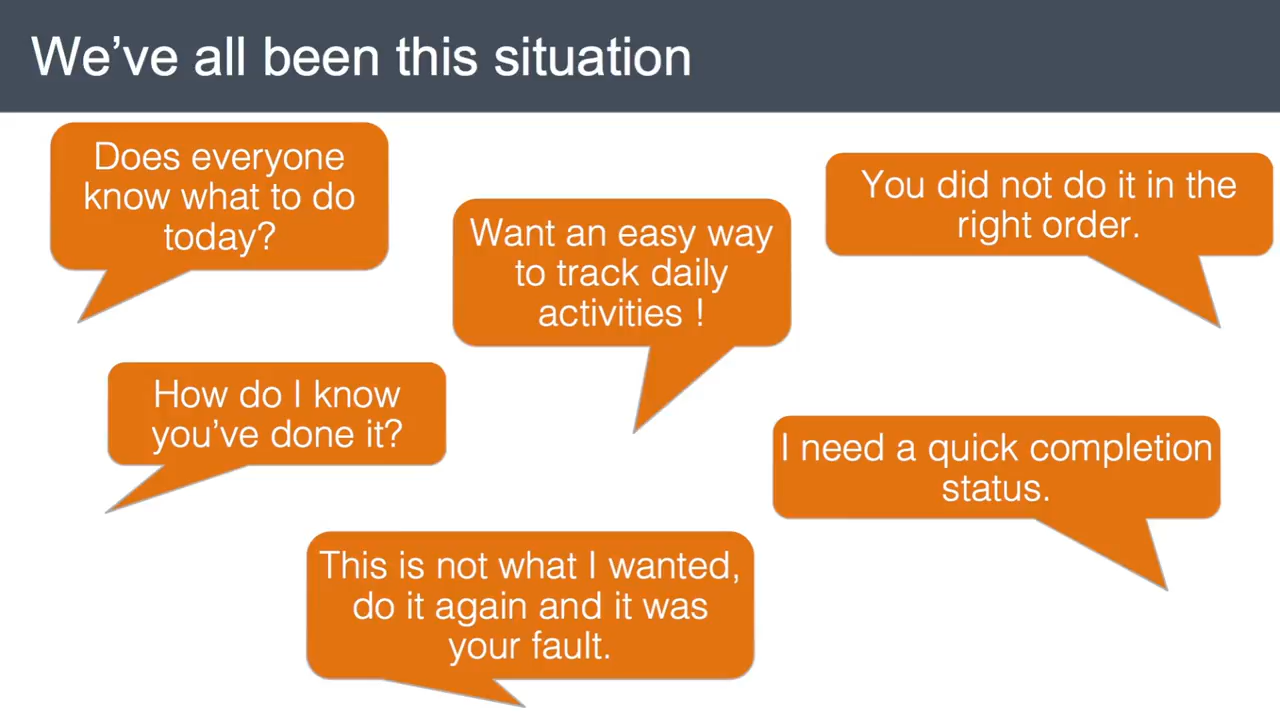 We’ve all been this situation
Does everyone
know what to do
today?
Want an easy way
to track daily
activities !
You did not do it in the
right order.
How do I know
you’ve done it?
I need a quick completion
status.
This is not what I wanted,
do it again and it was
your fault.